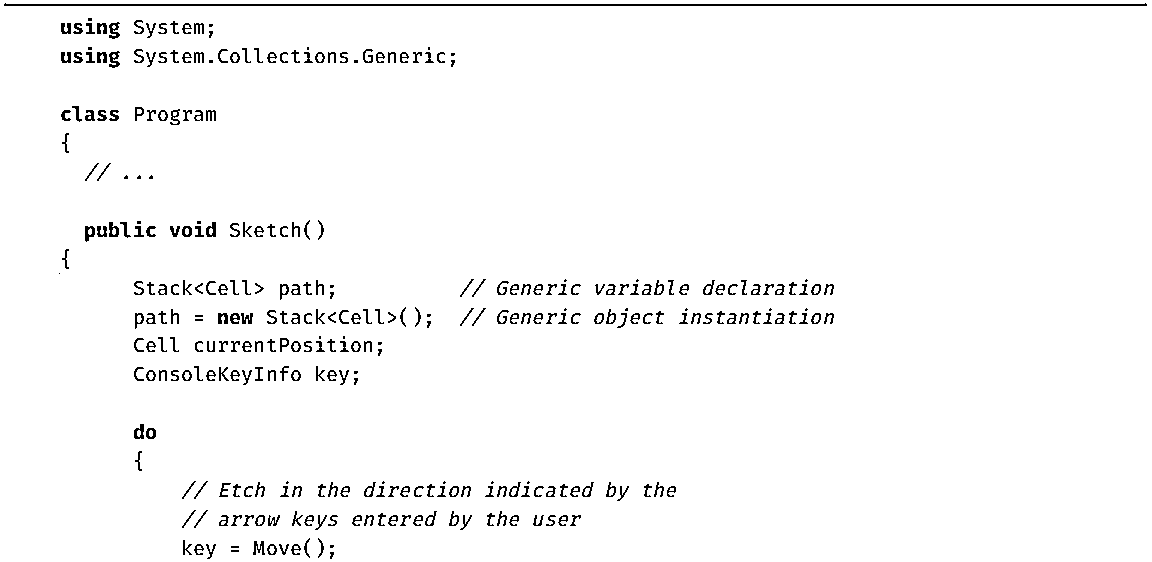 using System;
using System.Collections.Generic;

class Program
{
  // ...

  public void Sketch()
{
      Stack<Cell> path;          // Generic variable declaration
      path = new Stack<Cell>();  // Generic object instantiation
      Cell currentPosition;
      ConsoleKeyInfo key;

      do
      {
          // Etch in the direction indicated by the
          // arrow keys entered by the user
          key = Move();